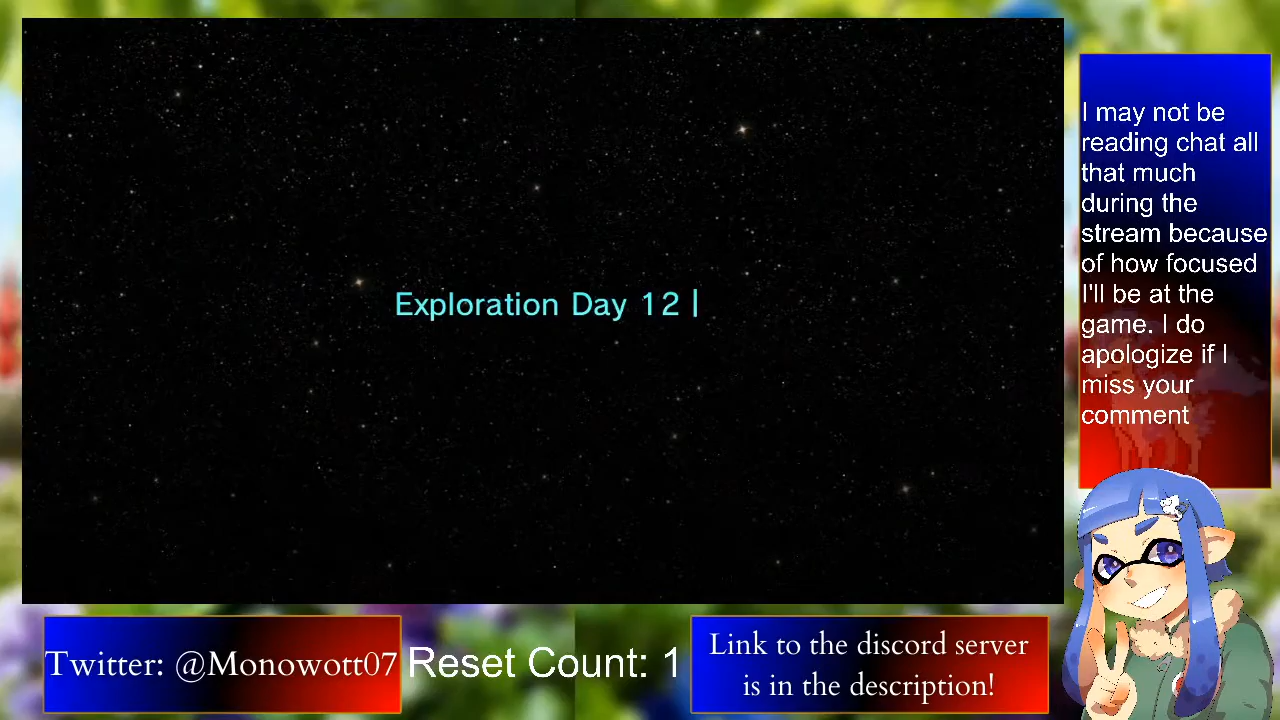 Exploration Day 12 |
I may not be
reading chat all
that much
during the
stream because
of how focused
I'll be at the
game. I do
apologize if I
miss your
comment
Twitter: @Monowott07
Reset Count: 1
Link to the discord server
is in the description!